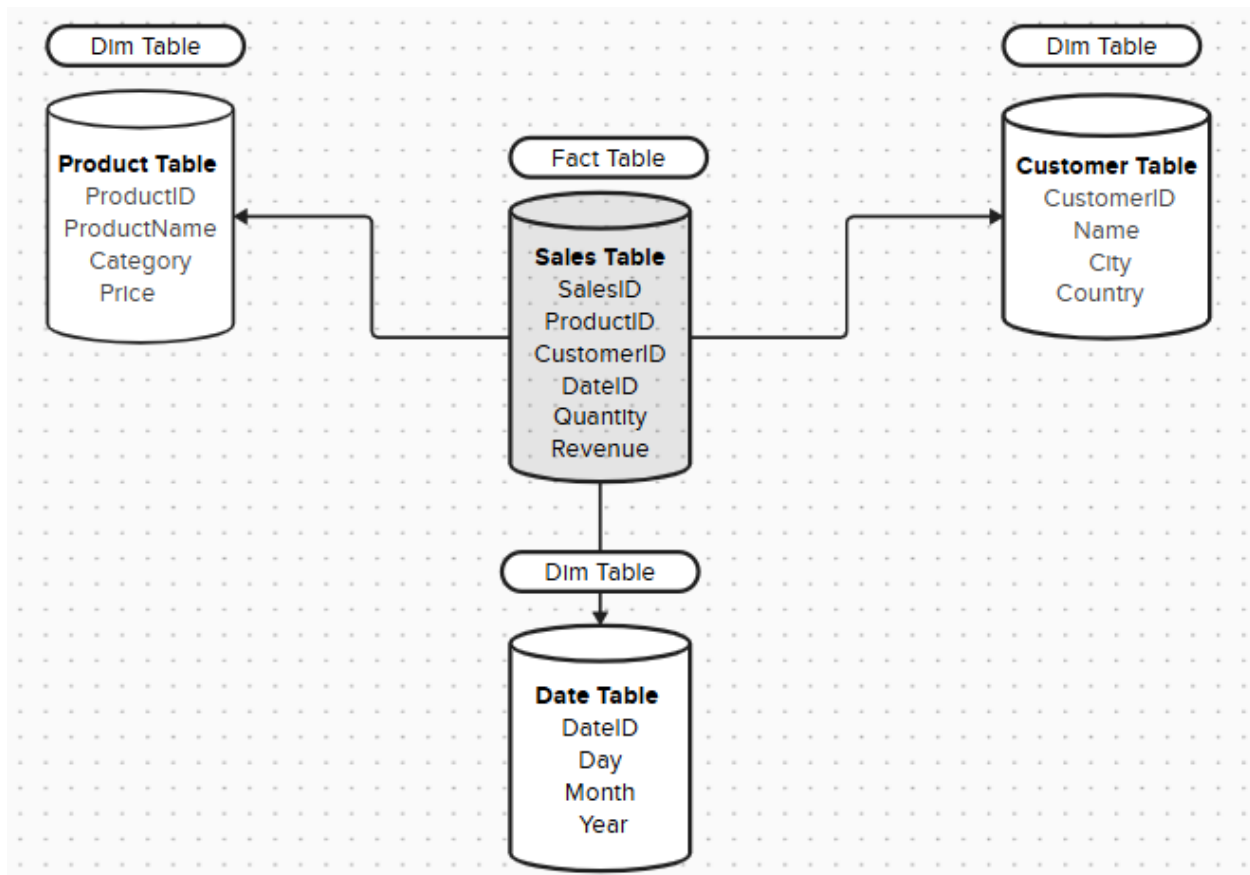 Dim Table
Product Table
ProductID
ProductName
Category
Price
Fact Table
Sales Table
SalesID
ProductID
CustomerID
DateID
Quantity
Revenue
Dim Table
Customer Table
CustomerID
Name
City
Country
Dim Table
Date Table
DateID
Day
Month
Year